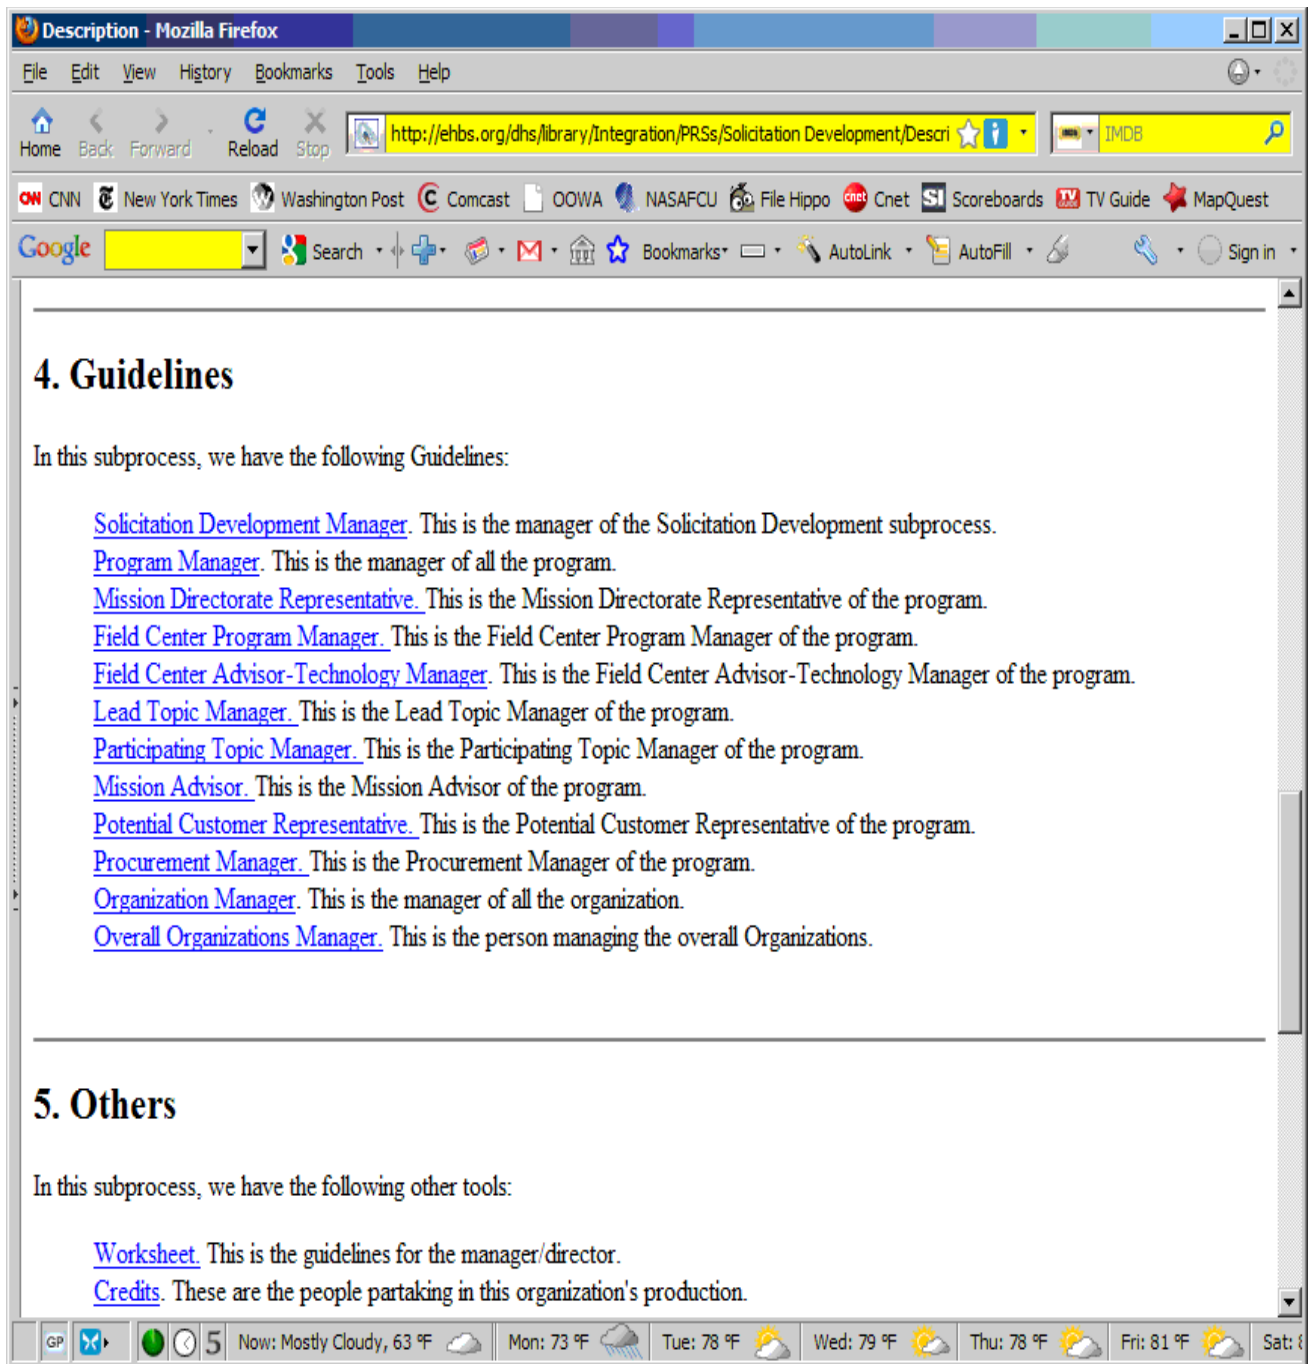 Description - Mozilla Firefox
File Edit View History Bookmarks Tools Help
Home Back Forward Reload Stop http://ehbs.org/dhs/library/Integration/PRSs/Solicitation Development/Descri IMDB
CNN New York Times Washington Post Comcast OOWA NASAFCU File Hippo Cnet Scoreboards TV Guide MapQuest
Google Search Bookmarks AutoLink AutoFill Sign in
4. Guidelines
In this subprocess, we have the following Guidelines:
Solicitation Development Manager. This is the manager of the Solicitation Development subprocess.
Program Manager. This is the manager of all the program.
Mission Directorate Representative. This is the Mission Directorate Representative of the program.
Field Center Program Manager. This is the Field Center Program Manager of the program.
Field Center Advisor-Technology Manager. This is the Field Center Advisor-Technology Manager of the program.
Lead Topic Manager. This is the Lead Topic Manager of the program.
Participating Topic Manager. This is the Participating Topic Manager of the program.
Mission Advisor. This is the Mission Advisor of the program.
Potential Customer Representative. This is the Potential Customer Representative of the program.
Procurement Manager. This is the Procurement Manager of the program.
Organization Manager. This is the manager of all the organization.
Overall Organizations Manager. This is the person managing the overall Organizations.
5. Others
In this subprocess, we have the following other tools:
Worksheet. This is the guidelines for the manager/director.
Credits. These are the people partaking in this organization's production.
GP 5 Now: Mostly Cloudy, 63 °F Mon: 73 °F Tue: 78 °F Wed: 79 °F Thu: 78 °F Fri: 81 °F Sat: